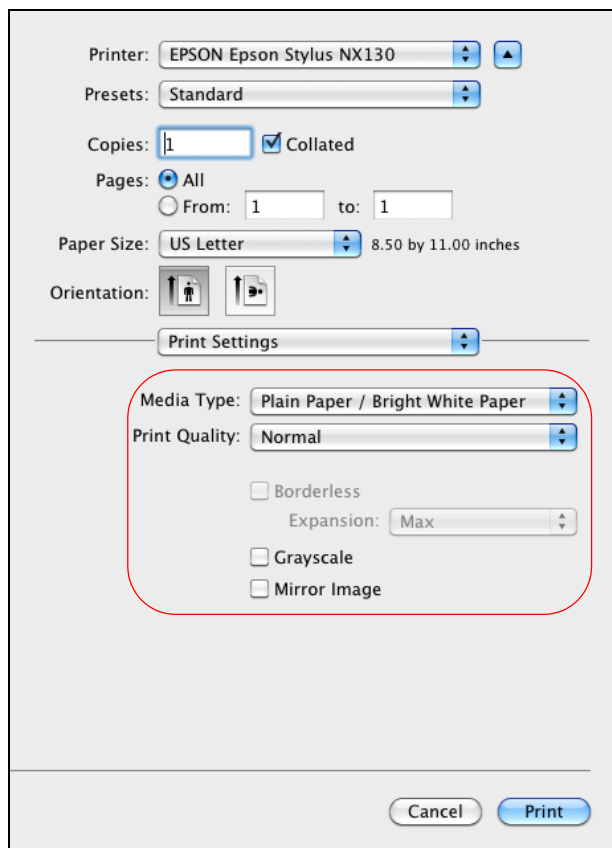 Printer: EPSON Epson Stylus NX130
Presets: Standard
Copies: 1 Collated
Pages: All
From: 1 to: 1
Paper Size: US Letter 8.50 by 11.00 inches
Orientation:
Print Settings
Media Type: Plain Paper / Bright White Paper
Print Quality: Normal
Borderless
Expansion: Max
Grayscale
Mirror Image
Cancel Print